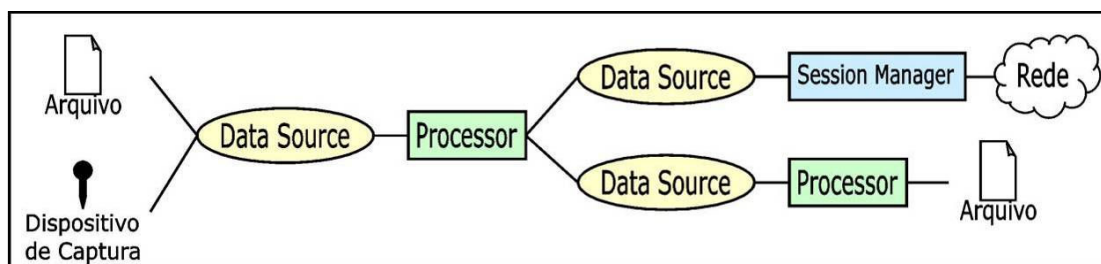 Arquivo
Dispositivo
de Captura
Data Source
Processor
Data Source
Session Manager
Rede
Data Source
Processor
Arquivo